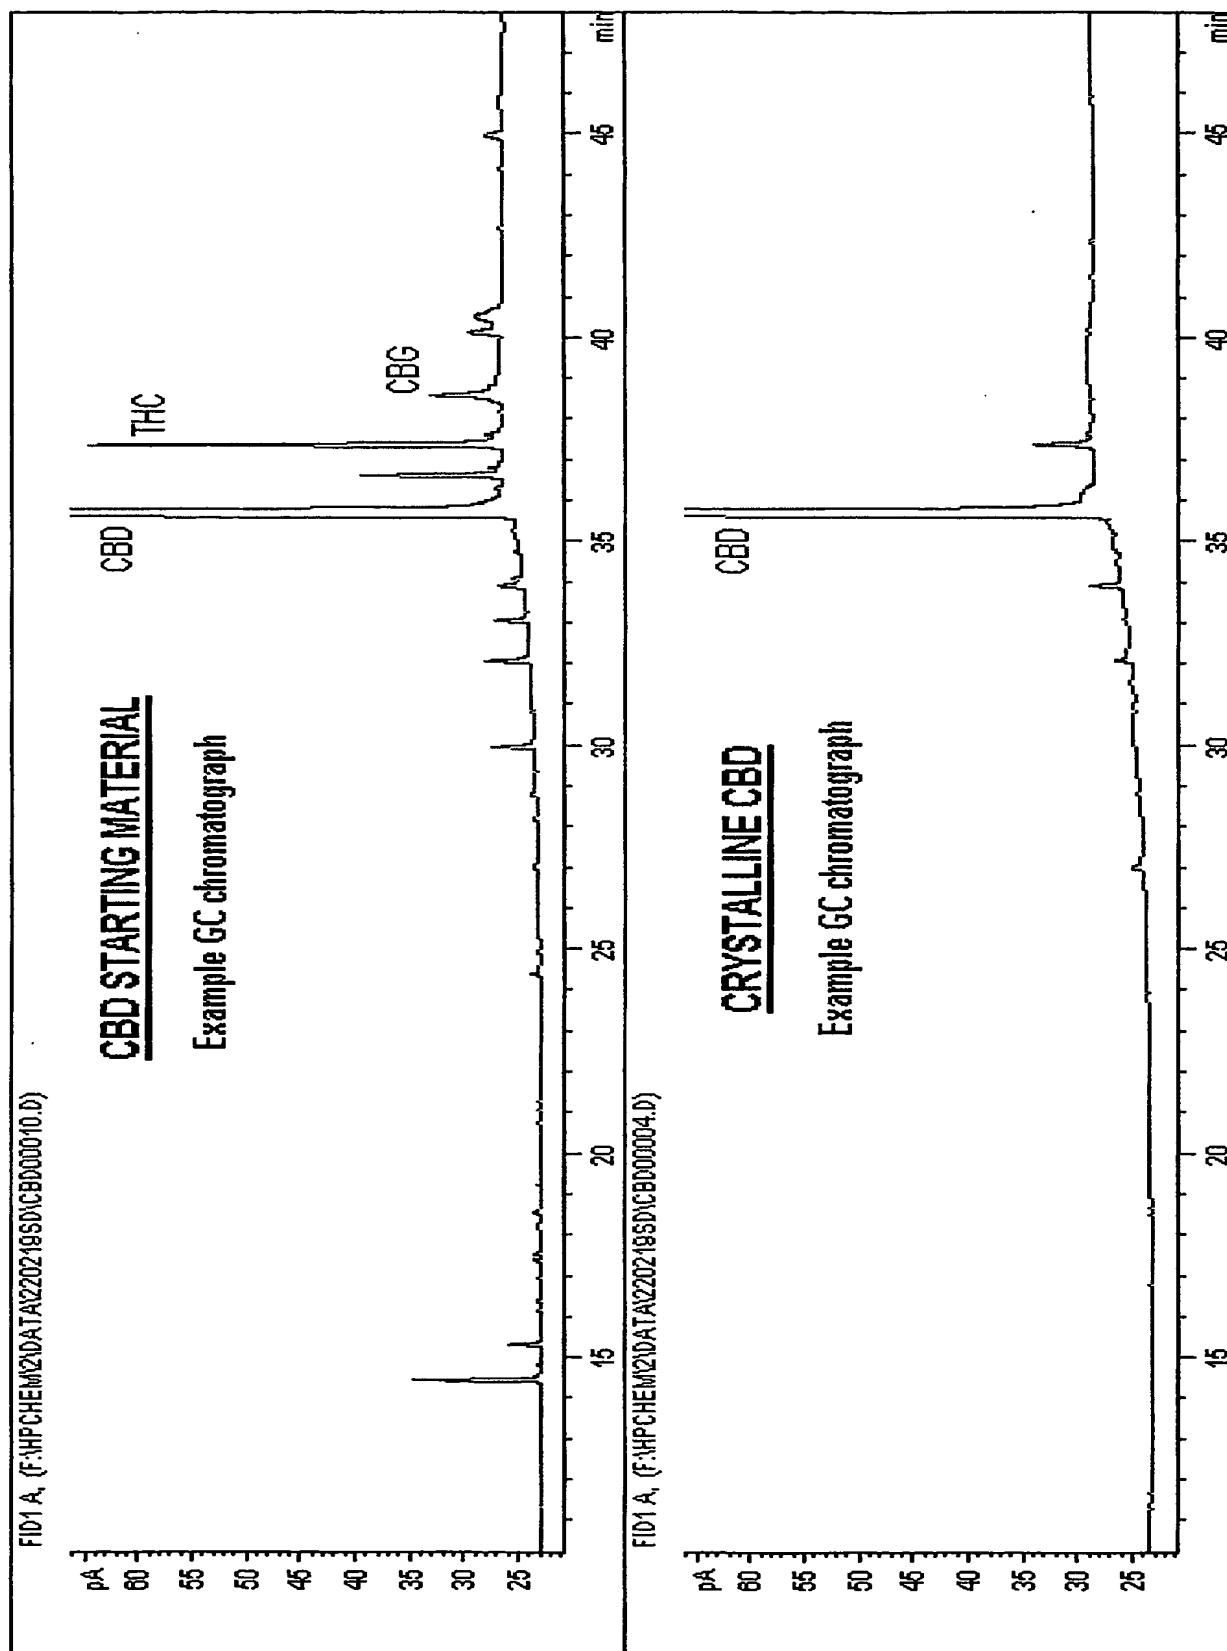 FID1 A, (F:\HPCHEM\2\DATA\220219SD\CBD00010.D)
pA
60
55
50
45
40
35
30
25
CBD STARTING MATERIAL
Example GC chromatograph
CBD
THC
CBG
15
20
25
30
35
40
45
min
FID1 A, (F:\HPCHEM\2\DATA\220219SD\CBD00004.D)
pA
60
55
50
45
40
35
30
25
CRYSTALLINE CBD
Example GC chromatograph
CBD
15
20
25
30
35
40
45
min